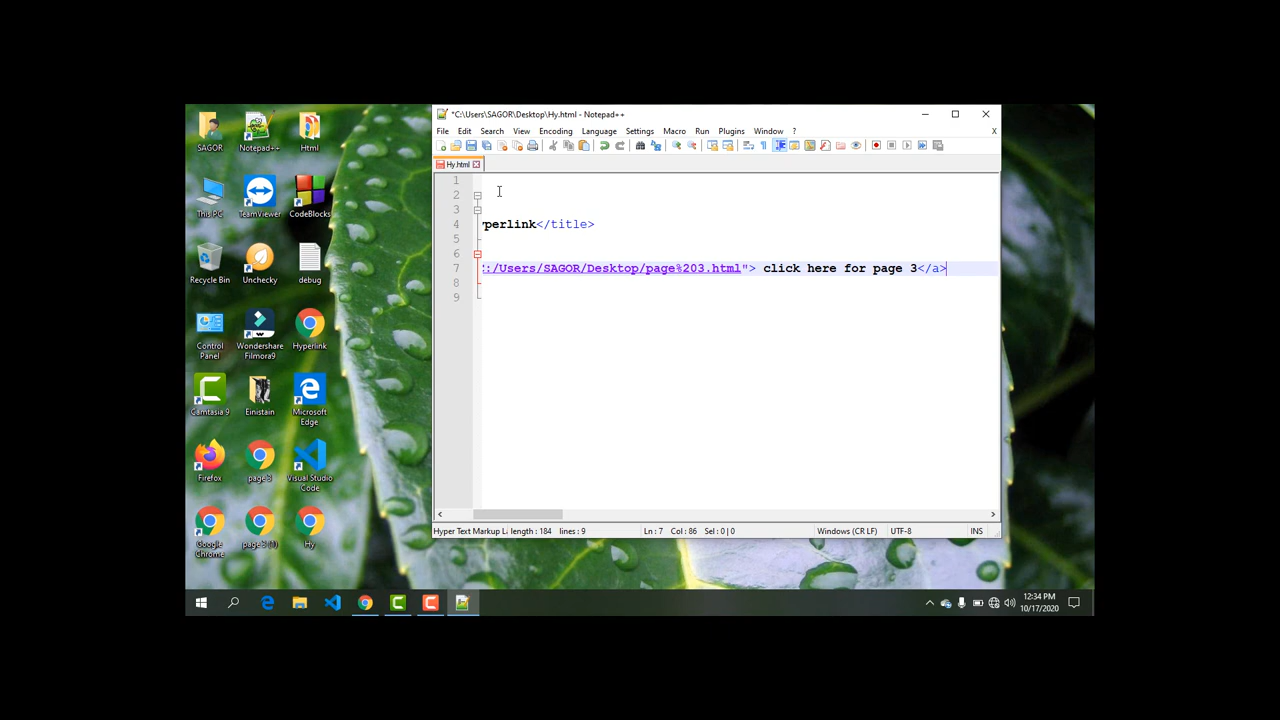 *C:\Users\SAGOR\Desktop\Hy.html - Notepad++
File Edit Search View Encoding Language Settings Macro Run Plugins Window ? X
Hy.html
1
2
3
4 perlink</title>
5
6
7 :/Users/SAGOR/Desktop/page%203.html"> click here for page 3</a>
8
9
Hyper Text Markup L length : 184 lines : 9 Ln : 7 Col : 86 Sel : 0 | 0 Windows (CR LF) UTF-8 INS
SAGOR Notepad++ Html
This PC TeamViewer CodeBlocks
Recycle Bin Unchecky debug
Control Panel Wondershare Filmora9 Hyperlink
Camtasia 9 Einistain Microsoft Edge
Firefox page 3 Visual Studio Code
Google Chrome page 3 (1) Hy
12:34 PM
10/17/2020